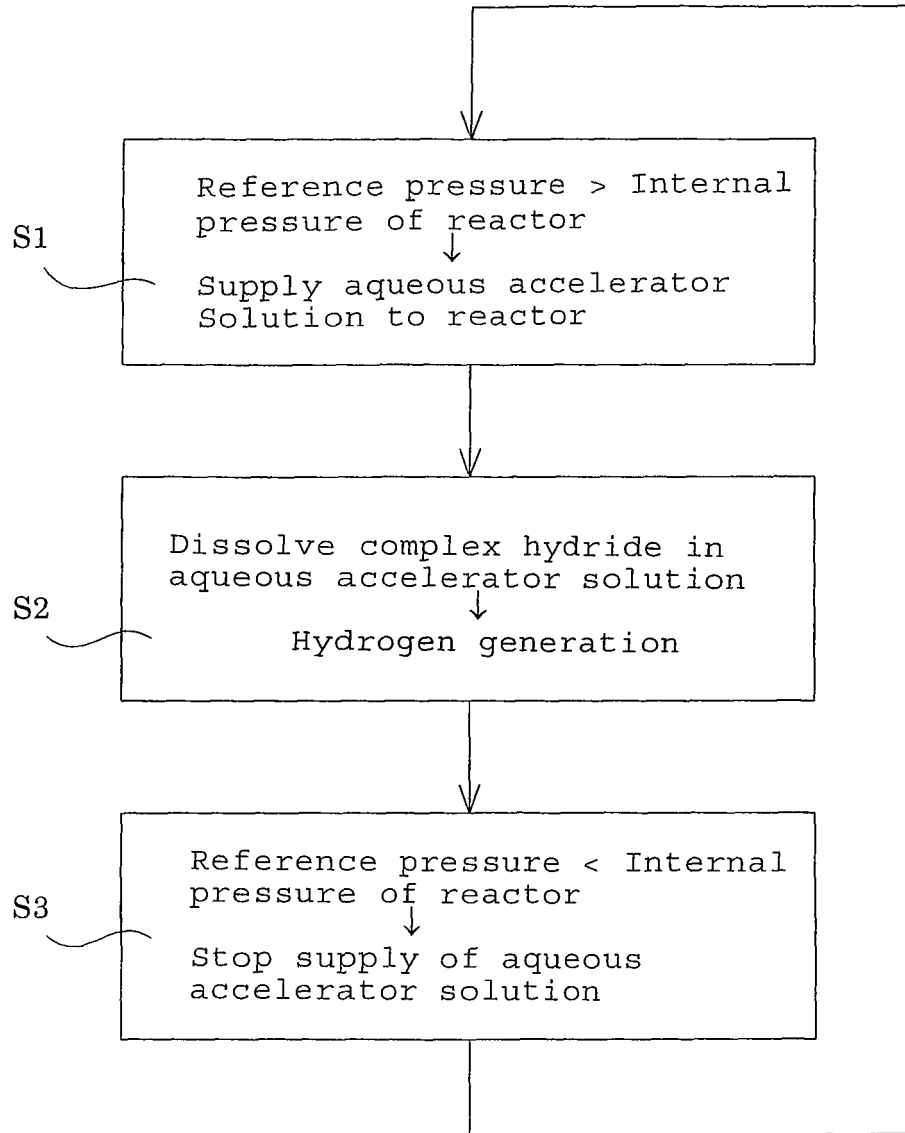 Reference pressure > Internal
pressure of reactor
↓
S1
Supply aqueous accelerator
Solution to reactor
Dissolve complex hydride in
aqueous accelerator solution
↓
S2
Hydrogen generation
Reference pressure < Internal
pressure of reactor
↓
S3
Stop supply of aqueous
accelerator solution